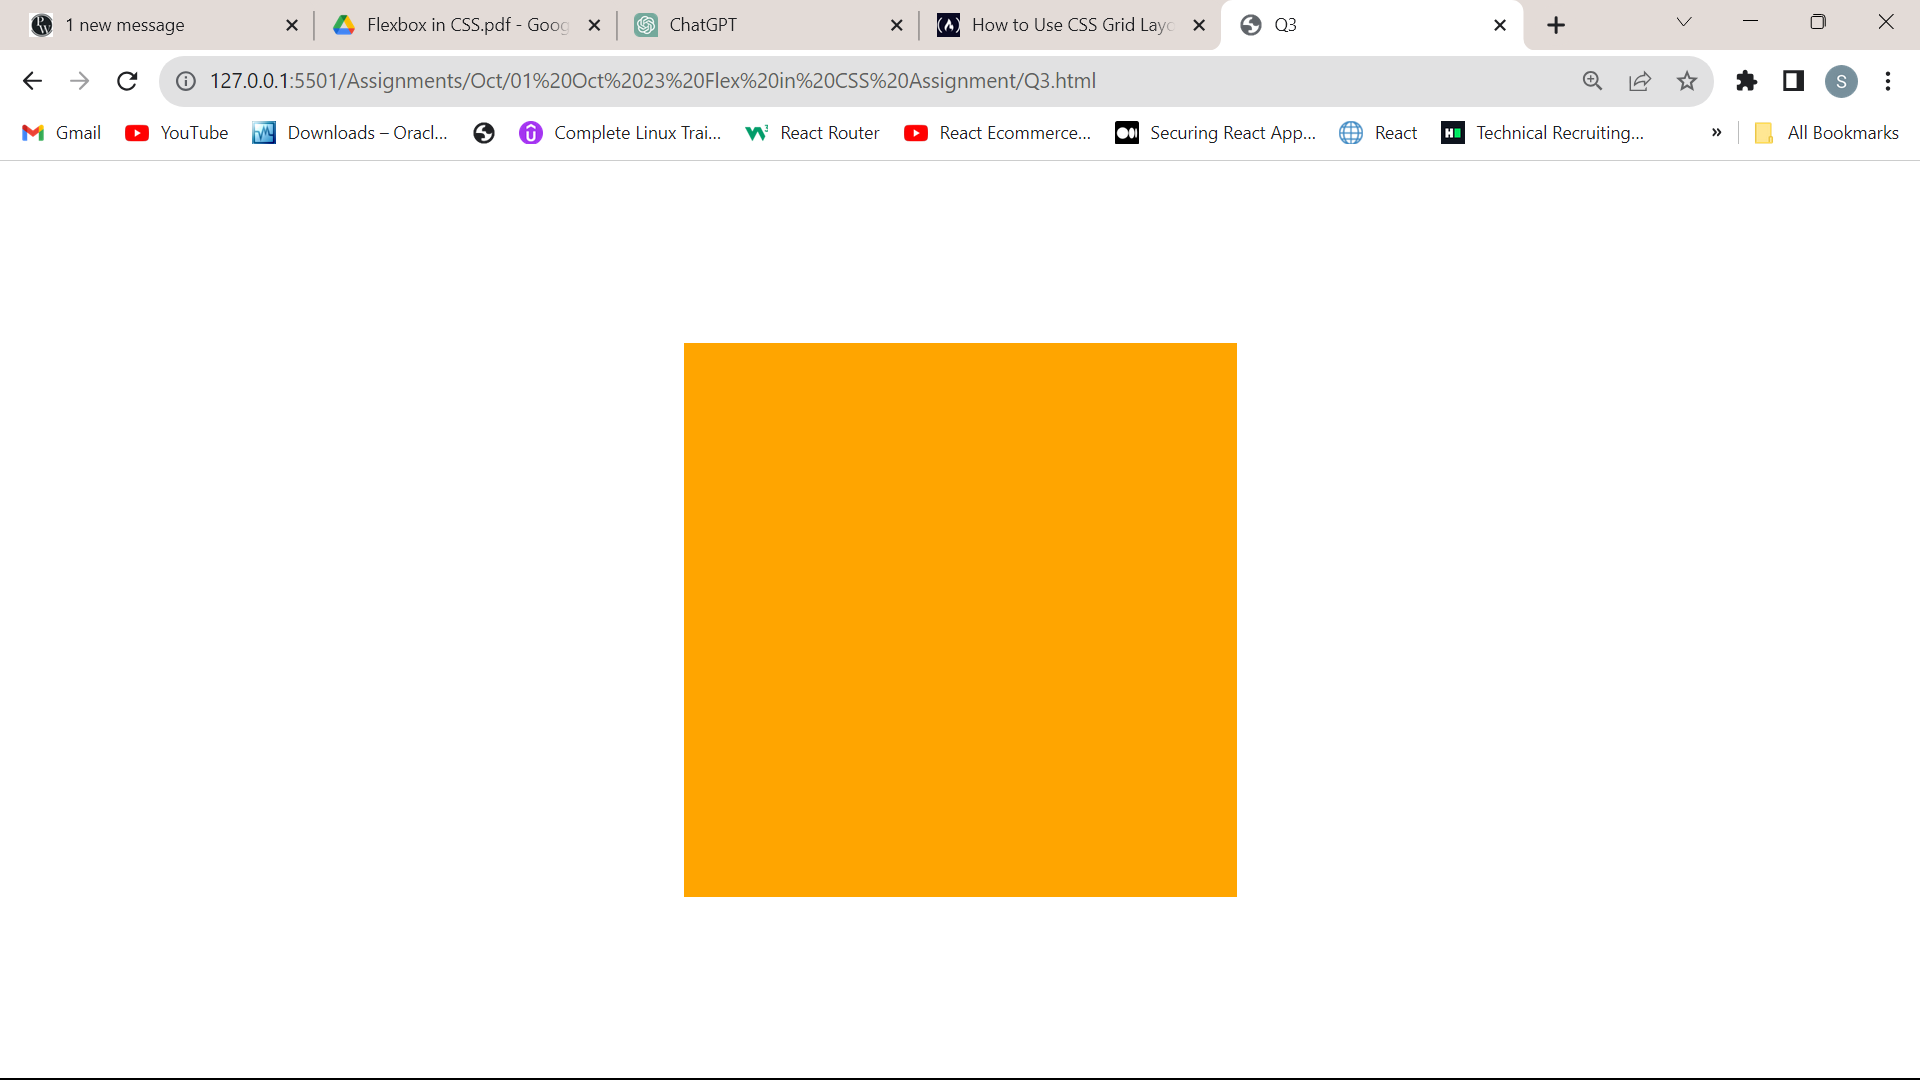 1 new message
Flexbox in CSS.pdf - Goog
ChatGPT
How to Use CSS Grid Layo
Q3
127.0.0.1:5501/Assignments/Oct/01%20Oct%2023%20Flex%20in%20CSS%20Assignment/Q3.html
S
Gmail
YouTube
Downloads – Oracl...
Complete Linux Trai...
React Router
React Ecommerce...
Securing React App...
React
Technical Recruiting...
»
All Bookmarks